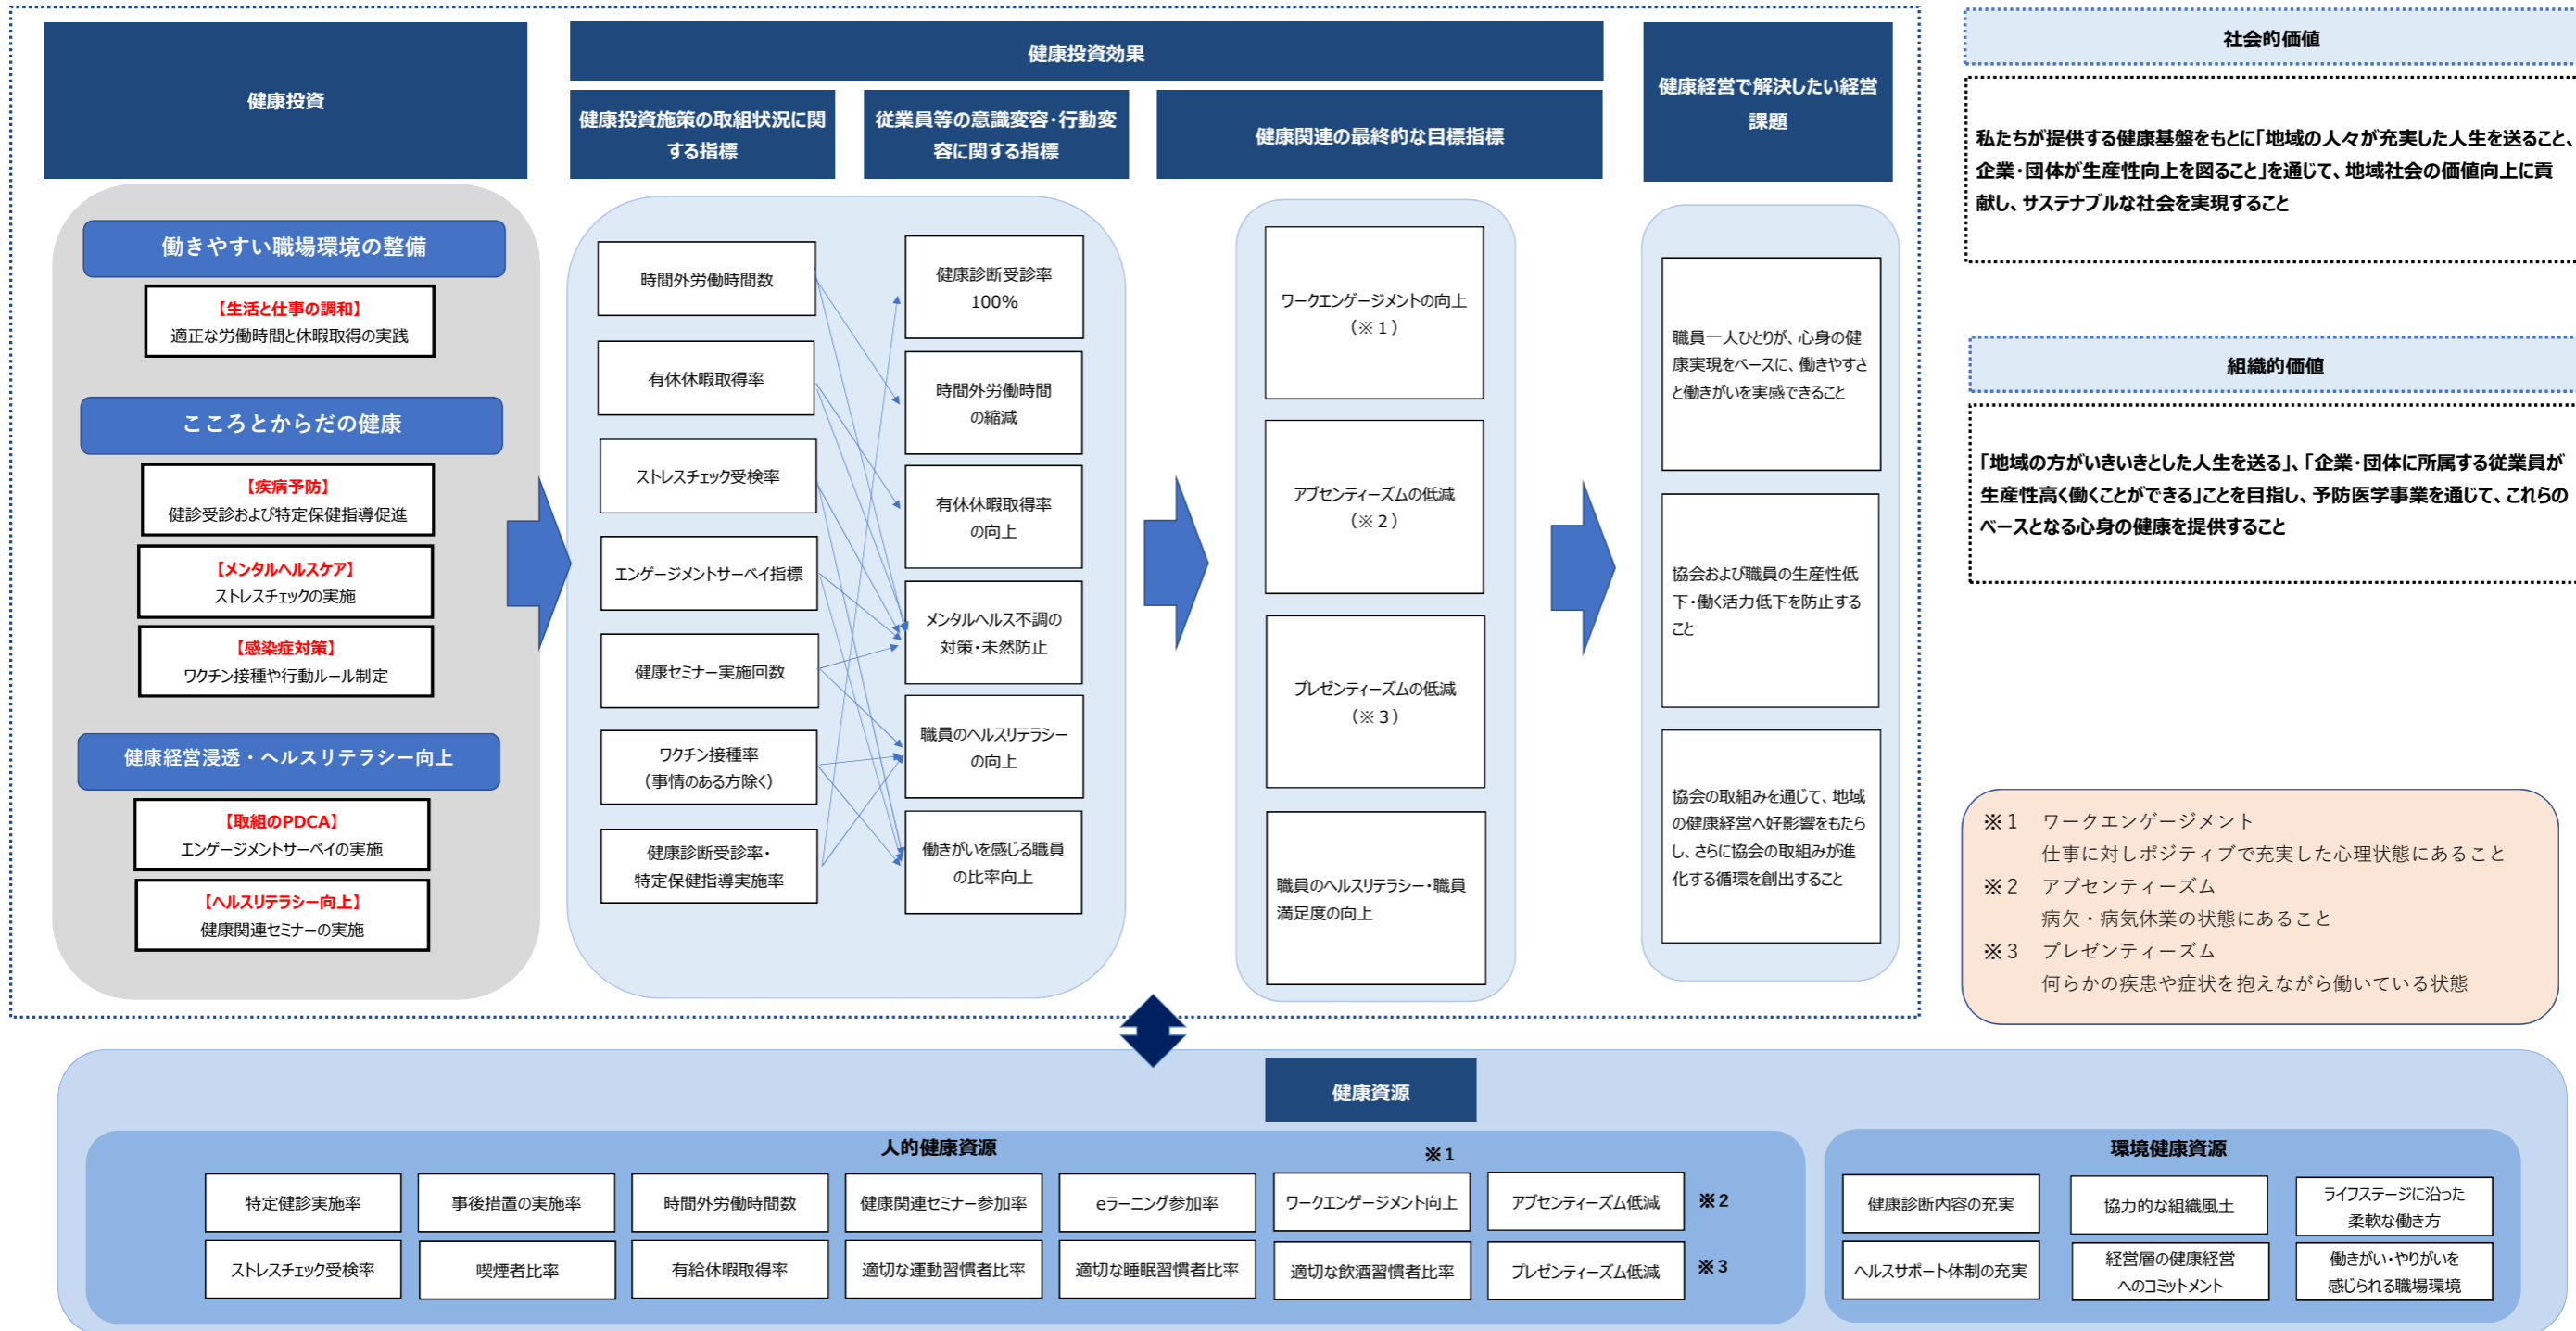 健康投資
健康投資効果
健康投資施策の取組状況に関
する指標
従業員等の意識変容・行動変
容に関する指標
健康関連の最終的な目標指標
健康経営で解決したい経営
課題
働きやすい職場環境の整備
【生活と仕事の調和】
適正な労働時間と休暇取得の実践
こころとからだの健康
【疾病予防】
健診受診および特定保健指導促進
【メンタルヘルスケア】
ストレスチェックの実施
【感染症対策】
ワクチン接種や行動ルール制定
健康経営浸透・ヘルスリテラシー向上
【取組のPDCA】
エンゲージメントサーベイの実施
【ヘルスリテラシー向上】
健康関連セミナーの実施
時間外労働時間数
有休休暇取得率
ストレスチェック受検率
エンゲージメントサーベイ指標
健康セミナー実施回数
ワクチン接種率
（事情のある方除く）
健康診断受診率・
特定保健指導実施率
健康診断受診率
100%
時間外労働時間
の縮減
有休休暇取得率
の向上
メンタルヘルス不調の
対策・未然防止
職員のヘルスリテラシー
の向上
働きがいを感じる職員
の比率向上
ワークエンゲージメントの向上
（※１）
アブセンティーズムの低減
（※２）
プレゼンティーズムの低減
（※３）
職員のヘルスリテラシー・職員
満足度の向上
職員一人ひとりが、心身の健
康実現をベースに、働きやすさ
と働きがいを実感できること
協会および職員の生産性低
下・働く活力低下を防止する
こと
協会の取組みを通じて、地域
の健康経営へ好影響をもたら
し、さらに協会の取組みが進
化する循環を創出すること
社会的価値
私たちが提供する健康基盤をもとに「地域の人々が充実した人生を送ること、
企業・団体が生産性向上を図ること」を通じて、地域社会の価値向上に貢
献し、サステナブルな社会を実現すること
組織的価値
「地域の方がいきいきとした人生を送る」、「企業・団体に所属する従業員が
生産性高く働くことができる」ことを目指し、予防医学事業を通じて、これらの
ベースとなる心身の健康を提供すること
※１　ワークエンゲージメント
仕事に対しポジティブで充実した心理状態にあること
※２　アブセンティーズム
病欠・病気休業の状態にあること
※３　プレゼンティーズム
何らかの疾患や症状を抱えながら働いている状態
健康資源
人的健康資源
※１
特定健診実施率
事後措置の実施率
時間外労働時間数
健康関連セミナー参加率
eラーニング参加率
ワークエンゲージメント向上
アブセンティーズム低減
※２
ストレスチェック受検率
喫煙者比率
有給休暇取得率
適切な運動習慣者比率
適切な睡眠習慣者比率
適切な飲酒習慣者比率
プレゼンティーズム低減
※３
環境健康資源
健康診断内容の充実
協力的な組織風土
ライフステージに沿った
柔軟な働き方
ヘルスサポート体制の充実
経営層の健康経営
へのコミットメント
働きがい・やりがいを
感じられる職場環境